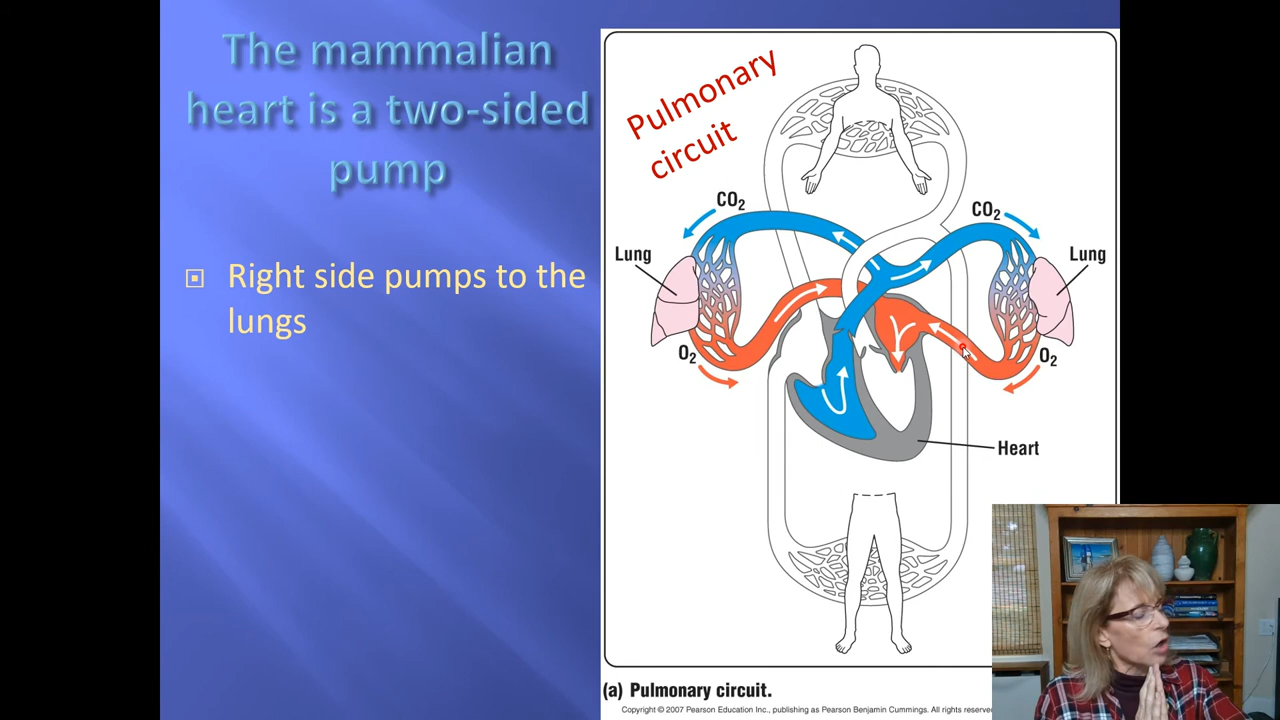 The mammalian
heart is a two-sided
pump
Right side pumps to the
lungs
Pulmonary
circuit
CO₂
CO₂
Lung
Lung
O₂
O₂
Heart
(a) Pulmonary circuit.
Copyright © 2007 Pearson Education Inc., publishing as Pearson Benjamin Cummings. All rights reserved